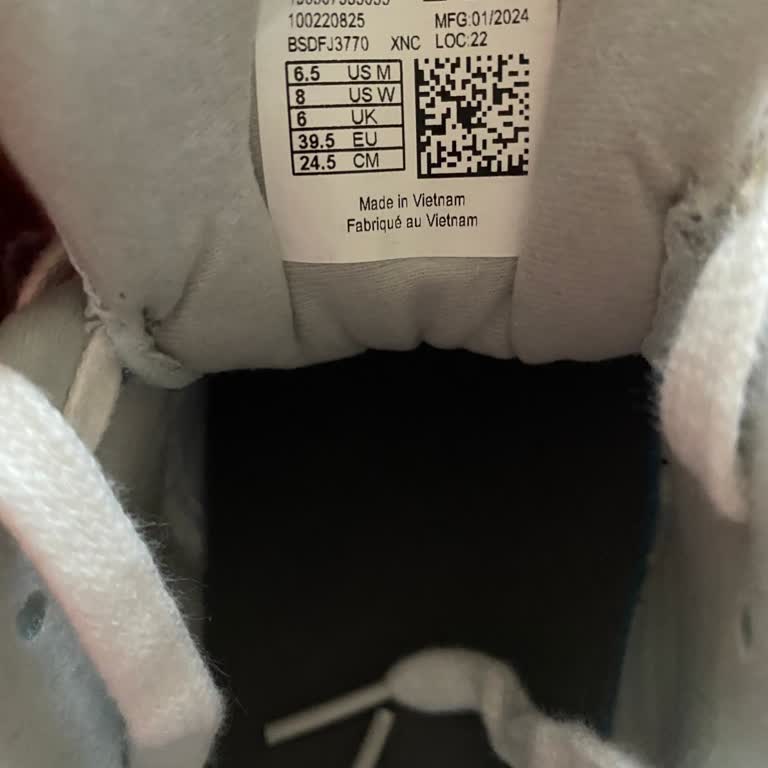 100220825 MFG:01/2024
BSDFJ3770 XNC LOC:22
6.5 US M
8 US W
6 UK
39.5 EU
24.5 CM
Made in Vietnam
Fabriqué au Vietnam